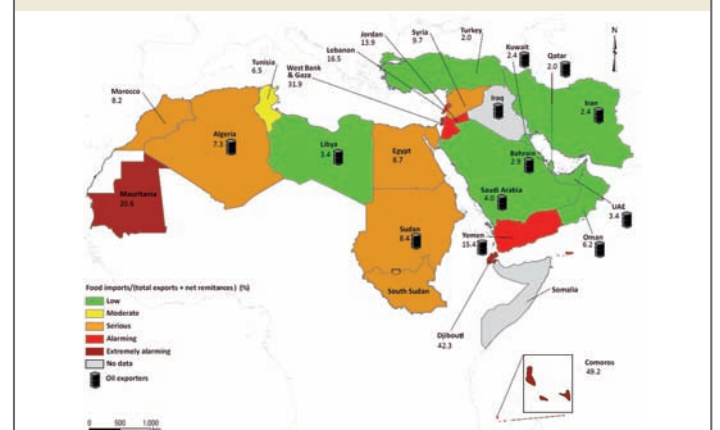 Turkey
2.0
Syria
9.7
Jordan
13.9
Lebanon
16.5
Kuwait
2.4
Qatar
2.0
N
Tunisia
6.5
West Bank
& Gaza
31.9
Morocco
8.2
Iraq
Iran
2.4
Algeria
7.3
Libya
3.4
Egypt
8.7
Bahrain
2.9
Mauritania
20.6
Saudi Arabia
4.0
UAE
3.4
Sudan
8.4
Yemen
15.4
Oman
6.2
Food imports/(total exports + net remitances) (%)
Low
Moderate
Serious
Alarming
Extremely alarming
No data
Oil exporters
South Sudan
Somalia
Djibouti
42.3
Comoros
49.2
0 500 1.000